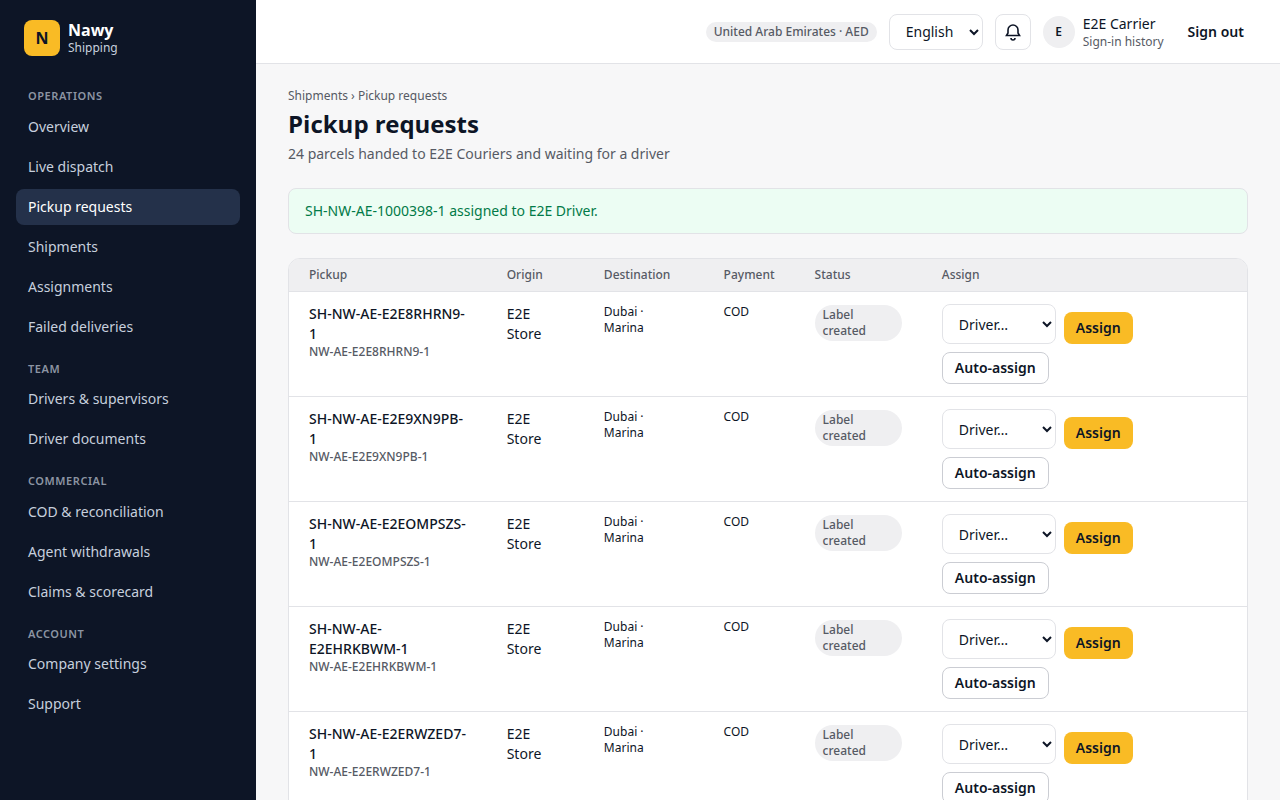 N
Nawy
Shipping
United Arab Emirates · AED
English
E
E2E Carrier
Sign-in history
Sign out
OPERATIONS
Overview
Live dispatch
Pickup requests
Shipments
Assignments
Failed deliveries
TEAM
Drivers & supervisors
Driver documents
COMMERCIAL
COD & reconciliation
Agent withdrawals
Claims & scorecard
ACCOUNT
Company settings
Support
Shipments › Pickup requests
Pickup requests
24 parcels handed to E2E Couriers and waiting for a driver
SH-NW-AE-1000398-1 assigned to E2E Driver.
Pickup Origin Destination Payment Status Assign
SH-NW-AE-E2E8RHRN9-
1
NW-AE-E2E8RHRN9-1
E2E
Store
Dubai ·
Marina
COD
Label
created
Driver...
Assign
Auto-assign
SH-NW-AE-E2E9XN9PB-
1
NW-AE-E2E9XN9PB-1
E2E
Store
Dubai ·
Marina
COD
Label
created
Driver...
Assign
Auto-assign
SH-NW-AE-E2EOMPSZS-
1
NW-AE-E2EOMPSZS-1
E2E
Store
Dubai ·
Marina
COD
Label
created
Driver...
Assign
Auto-assign
SH-NW-AE-
E2EHRKBWM-1
NW-AE-E2EHRKBWM-1
E2E
Store
Dubai ·
Marina
COD
Label
created
Driver...
Assign
Auto-assign
SH-NW-AE-E2ERWZED7-
1
NW-AE-E2ERWZED7-1
E2E
Store
Dubai ·
Marina
COD
Label
created
Driver...
Assign
Auto-assign